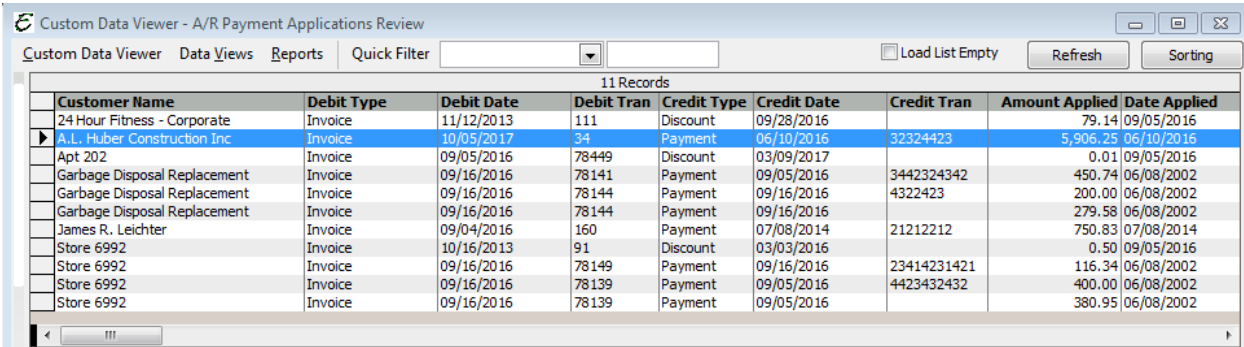 Custom Data Viewer - A/R Payment Applications Review
Custom Data Viewer Data Views Reports Quick Filter Load List Empty Refresh Sorting
11 Records
Customer Name Debit Type Debit Date Debit Tran Credit Type Credit Date Credit Tran Amount Applied Date Applied
24 Hour Fitness - Corporate Invoice 11/12/2013 111 Discount 09/28/2016 79.14 09/05/2016
A.L. Huber Construction Inc Invoice 10/05/2017 34 Payment 06/10/2016 32324423 5,906.25 06/10/2016
Apt 202 Invoice 09/05/2016 78449 Discount 03/09/2017 0.01 09/05/2016
Garbage Disposal Replacement Invoice 09/16/2016 78141 Payment 09/05/2016 3442324342 450.74 06/08/2002
Garbage Disposal Replacement Invoice 09/16/2016 78144 Payment 09/16/2016 4322423 200.00 06/08/2002
Garbage Disposal Replacement Invoice 09/16/2016 78144 Payment 09/16/2016 279.58 06/08/2002
James R. Leichter Invoice 09/04/2016 160 Payment 07/08/2014 21212212 750.83 07/08/2014
Store 6992 Invoice 10/16/2013 91 Discount 03/03/2016 0.50 09/05/2016
Store 6992 Invoice 09/16/2016 78149 Payment 09/16/2016 23414231421 116.34 06/08/2002
Store 6992 Invoice 09/16/2016 78139 Payment 09/05/2016 4423432432 400.00 06/08/2002
Store 6992 Invoice 09/16/2016 78139 Payment 09/05/2016 380.95 06/08/2002